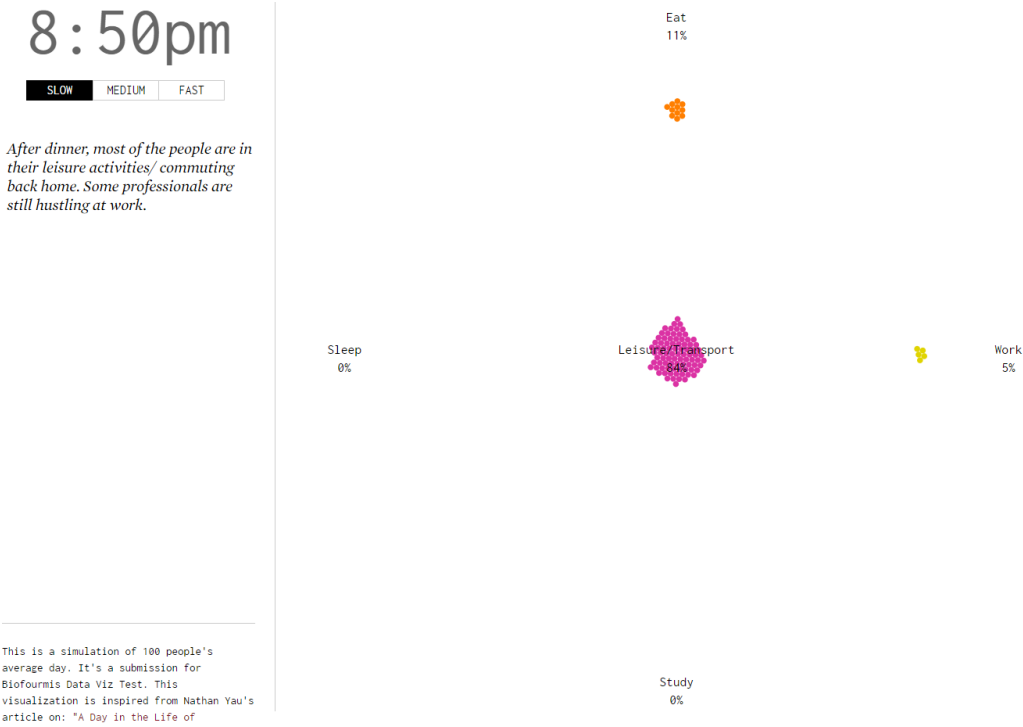 8:50pm
SLOW MEDIUM FAST
After dinner, most of the people are in
their leisure activities/ commuting
back home. Some professionals are
still hustling at work.
This is a simulation of 100 people's
average day. It's a submission for
Biofourmis Data Viz Test. This
visualization is inspired from Nathan Yau's
article on: "A Day in the Life of
Eat
11%
Sleep
0%
Leisure/Transport
84%
Work
5%
Study
0%